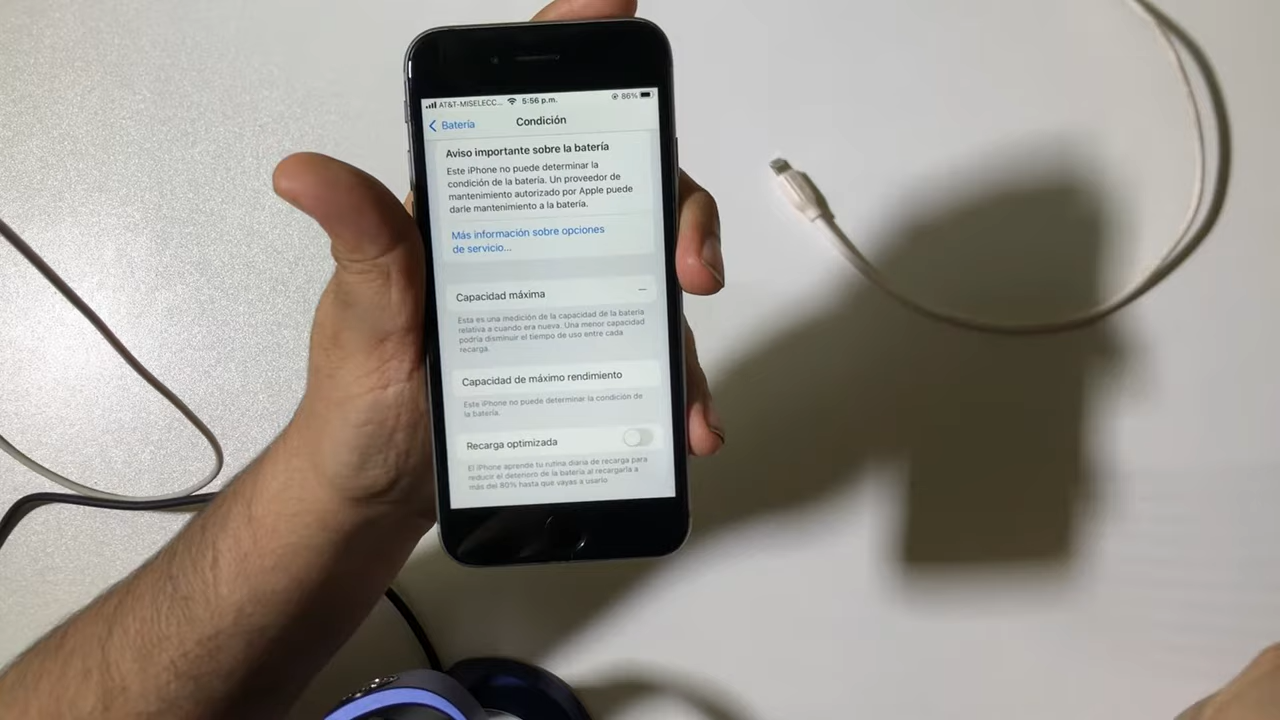 AT&T-MISELECC... 5:56 p.m. 86%
Batería Condición
Aviso importante sobre la batería
Este iPhone no puede determinar la
condición de la batería. Un proveedor de
mantenimiento autorizado por Apple puede
darle mantenimiento a la batería.
Más información sobre opciones
de servicio...
Capacidad máxima —
Esta es una medición de la capacidad de la batería
relativa a cuando era nueva. Una menor capacidad
podría disminuir el tiempo de uso entre cada
recarga.
Capacidad de máximo rendimiento
Este iPhone no puede determinar la condición de
la batería.
Recarga optimizada
El iPhone aprende tu rutina diaria de recarga para
reducir el deterioro de la batería al recargarla a
más del 80% hasta que vayas a usarlo